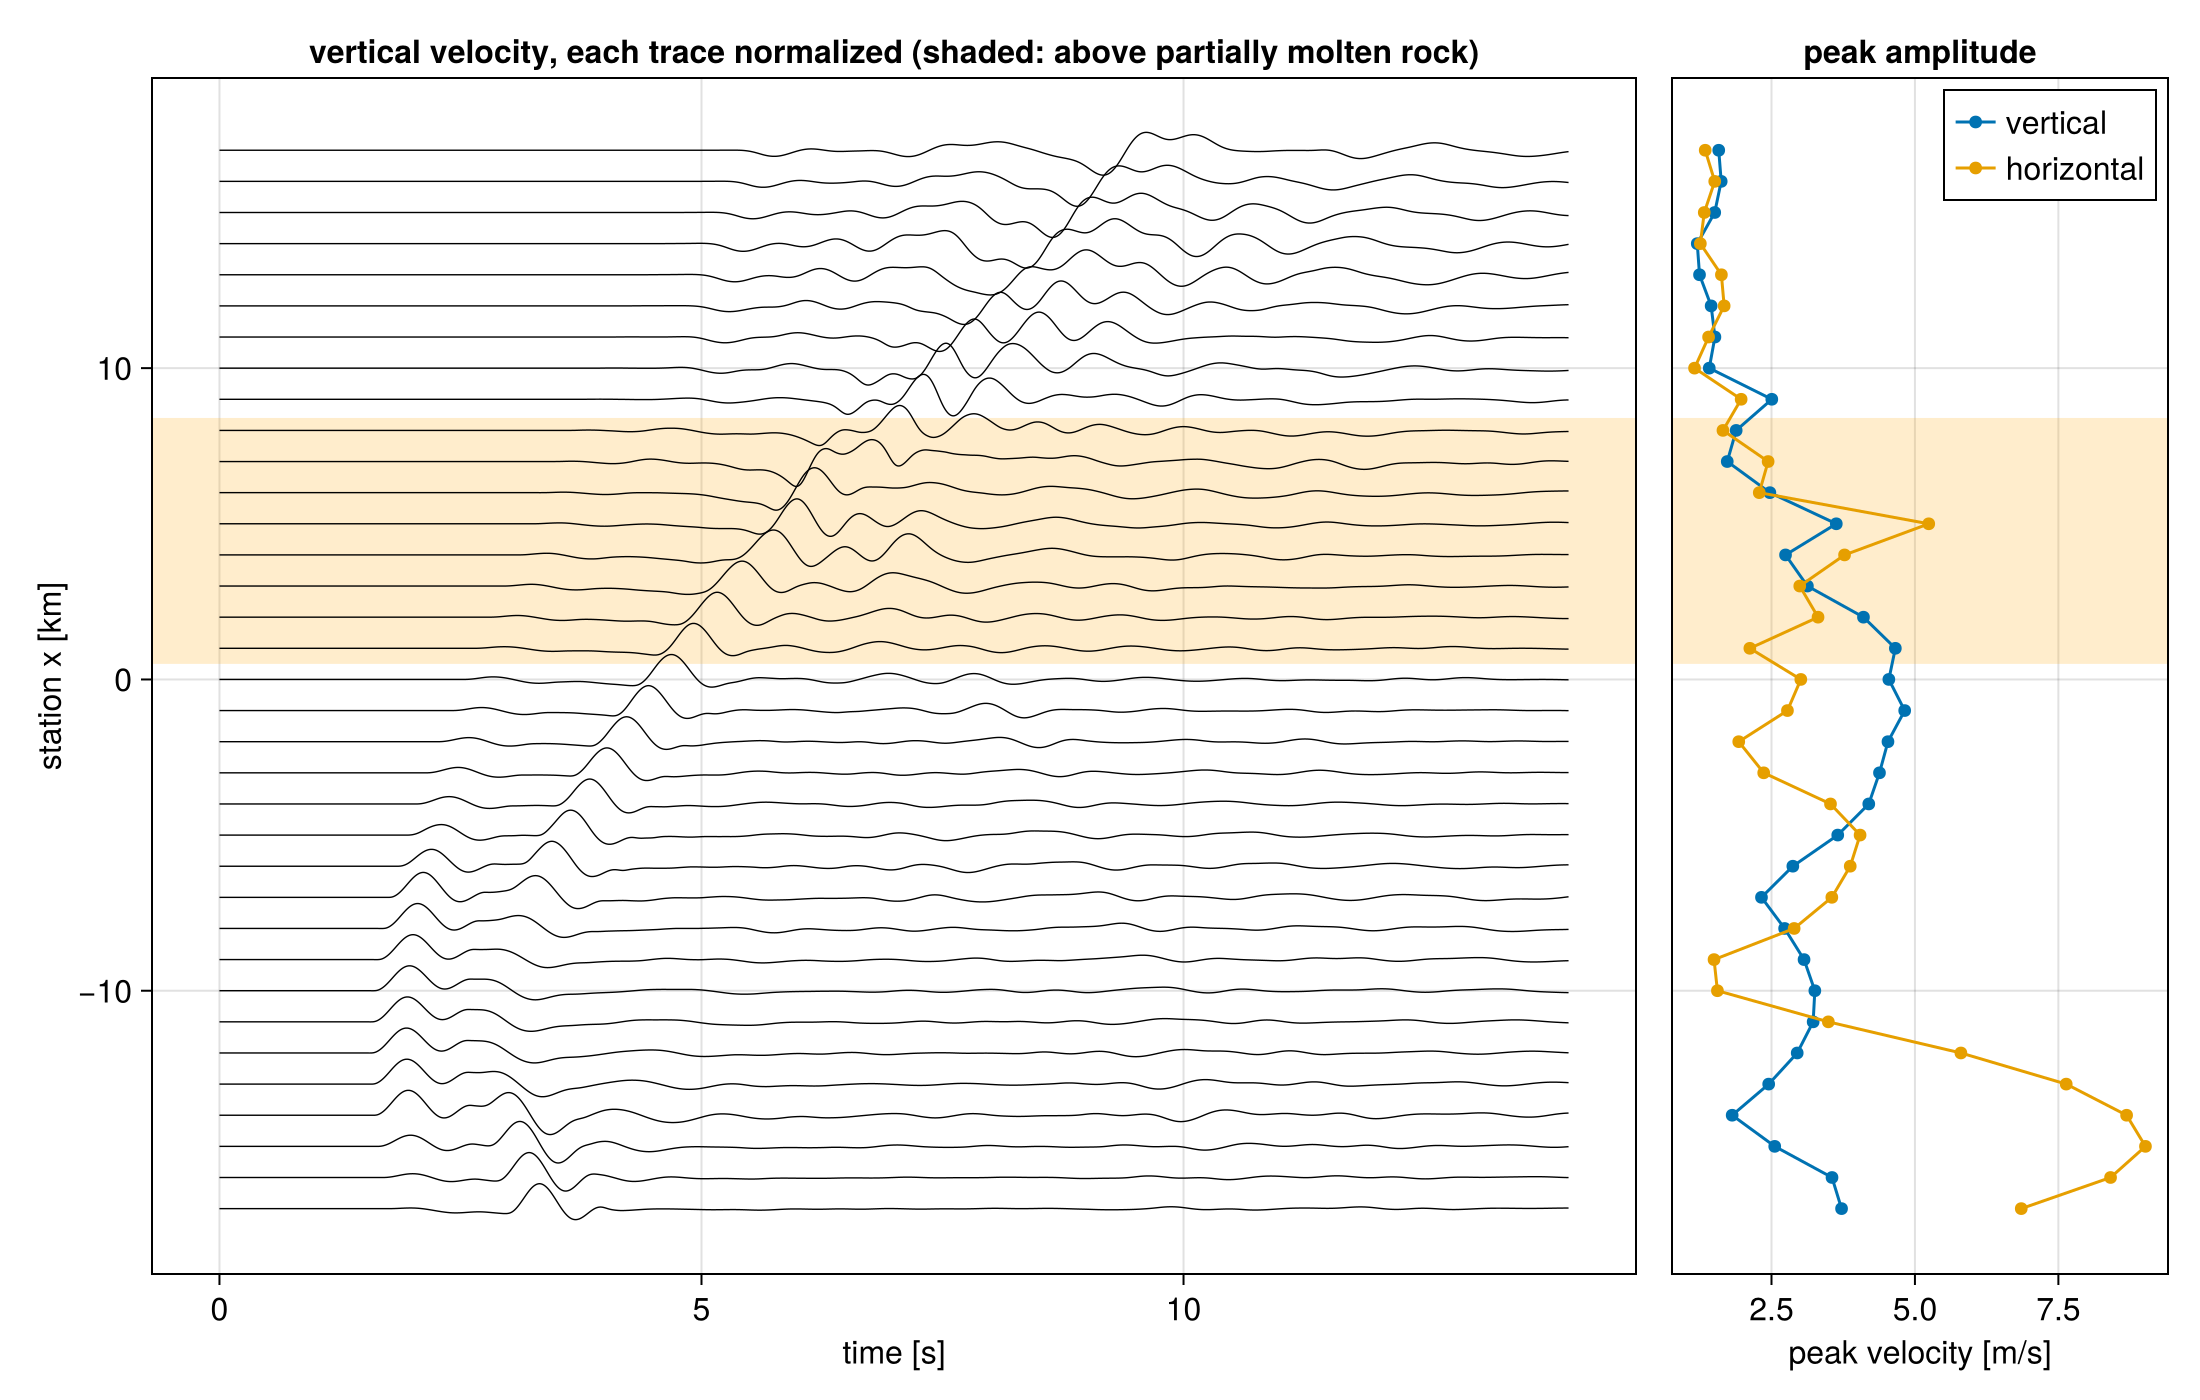 vertical velocity, each trace normalized (shaded: above partially molten rock)
peak amplitude
vertical
horizontal
10
0
−10
station x [km]
0
5
10
time [s]
2.5
5.0
7.5
peak velocity [m/s]